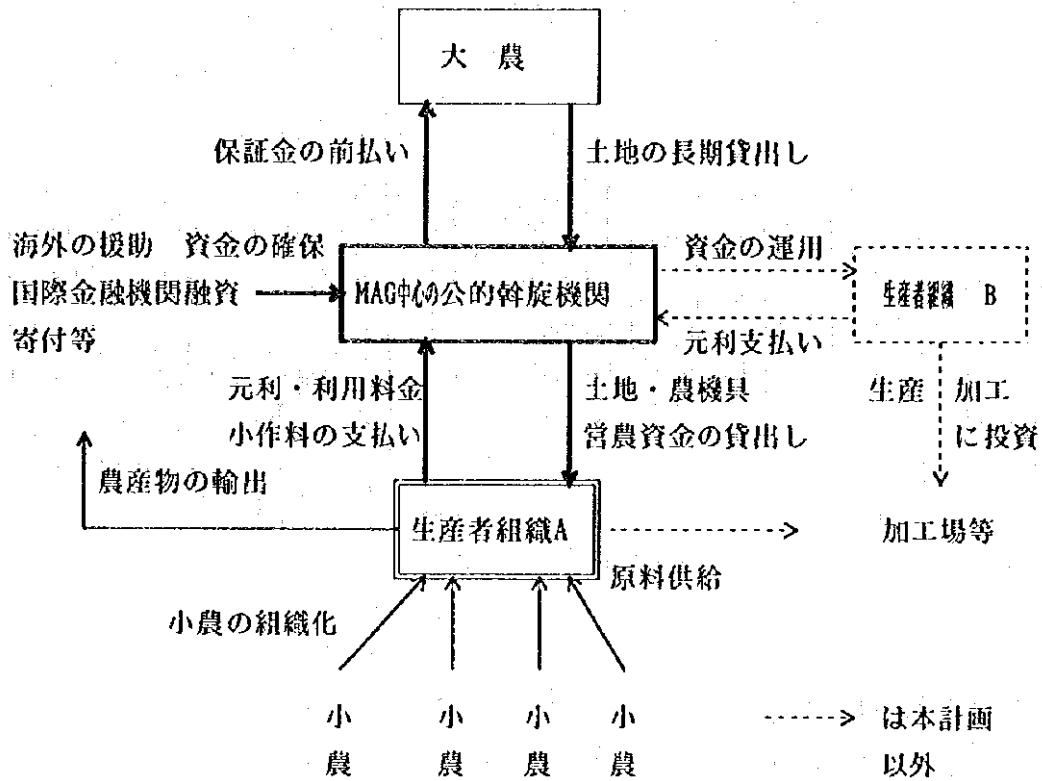 大 農
保証金の前払い 土地の長期貸出し
海外の援助 資金の確保
国際金融機関融資
寄付等
MAG中心の公的斡旋機関
資金の運用
生産者組織 B
元利支払い
元利・利用料金
小作料の支払い
土地・農機具
営農資金の貸出し
生産 加工
に投資
農産物の輸出
生産者組織A
加工場等
原料供給
小農の組織化
小農 小農 小農 小農
は本計画
以外